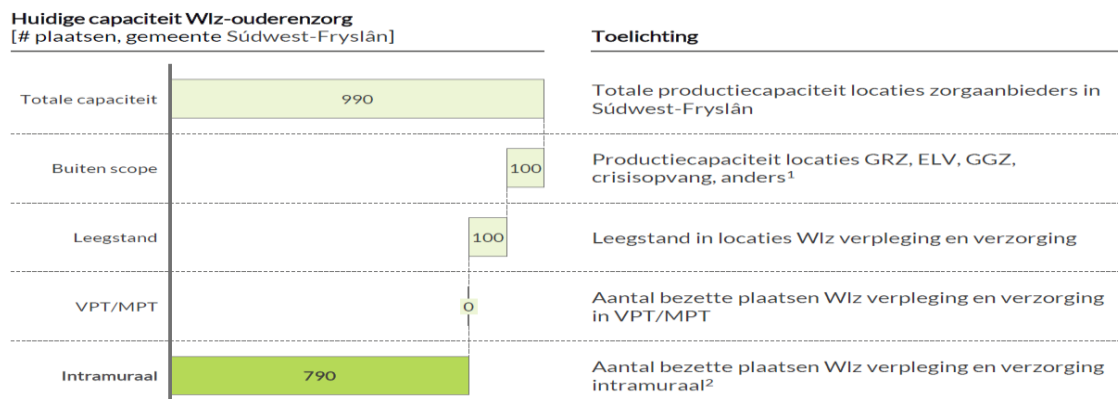 Huidige capaciteit Wlz-ouderenzorg
[# plaatsen, gemeente Súdwest-Fryslân]
Toelichting
Totale capaciteit
990
Totale productiecapaciteit locaties zorgaanbieders in
Súdwest-Fryslân
Buiten scope
100
Productiecapaciteit locaties GRZ, ELV, GGZ,
crisisopvang, anders¹
Leegstand
100
Leegstand in locaties Wlz verpleging en verzorging
VPT/MPT
0
Aantal bezette plaatsen Wlz verpleging en verzorging
in VPT/MPT
Intramuraal
790
Aantal bezette plaatsen Wlz verpleging en verzorging
intramuraal²